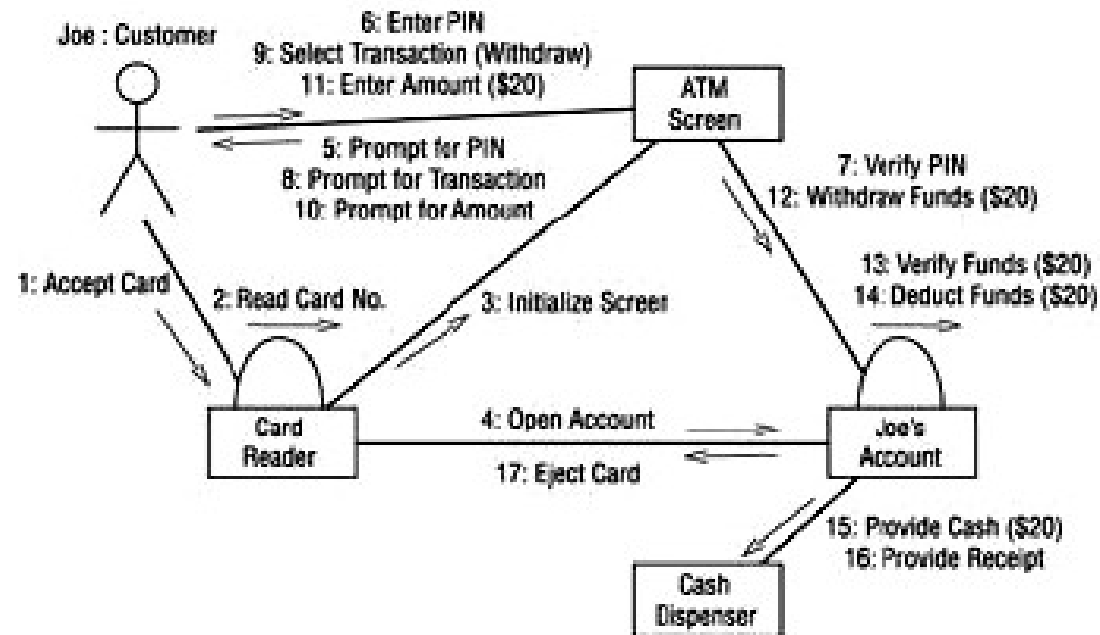 Joe : Customer
6: Enter PIN
9: Select Transaction (Withdraw)
11: Enter Amount ($20)
ATM
Screen
5: Prompt for PIN
8: Prompt for Transaction
10: Prompt for Amount
7: Verify PIN
12: Withdraw Funds ($20)
1: Accept Card
2: Read Card No.
3: Initialize Screen
13: Verify Funds ($20)
14: Deduct Funds ($20)
Card
Reader
4: Open Account
17: Eject Card
Joe's
Account
15: Provide Cash ($20)
16: Provide Receipt
Cash
Dispenser